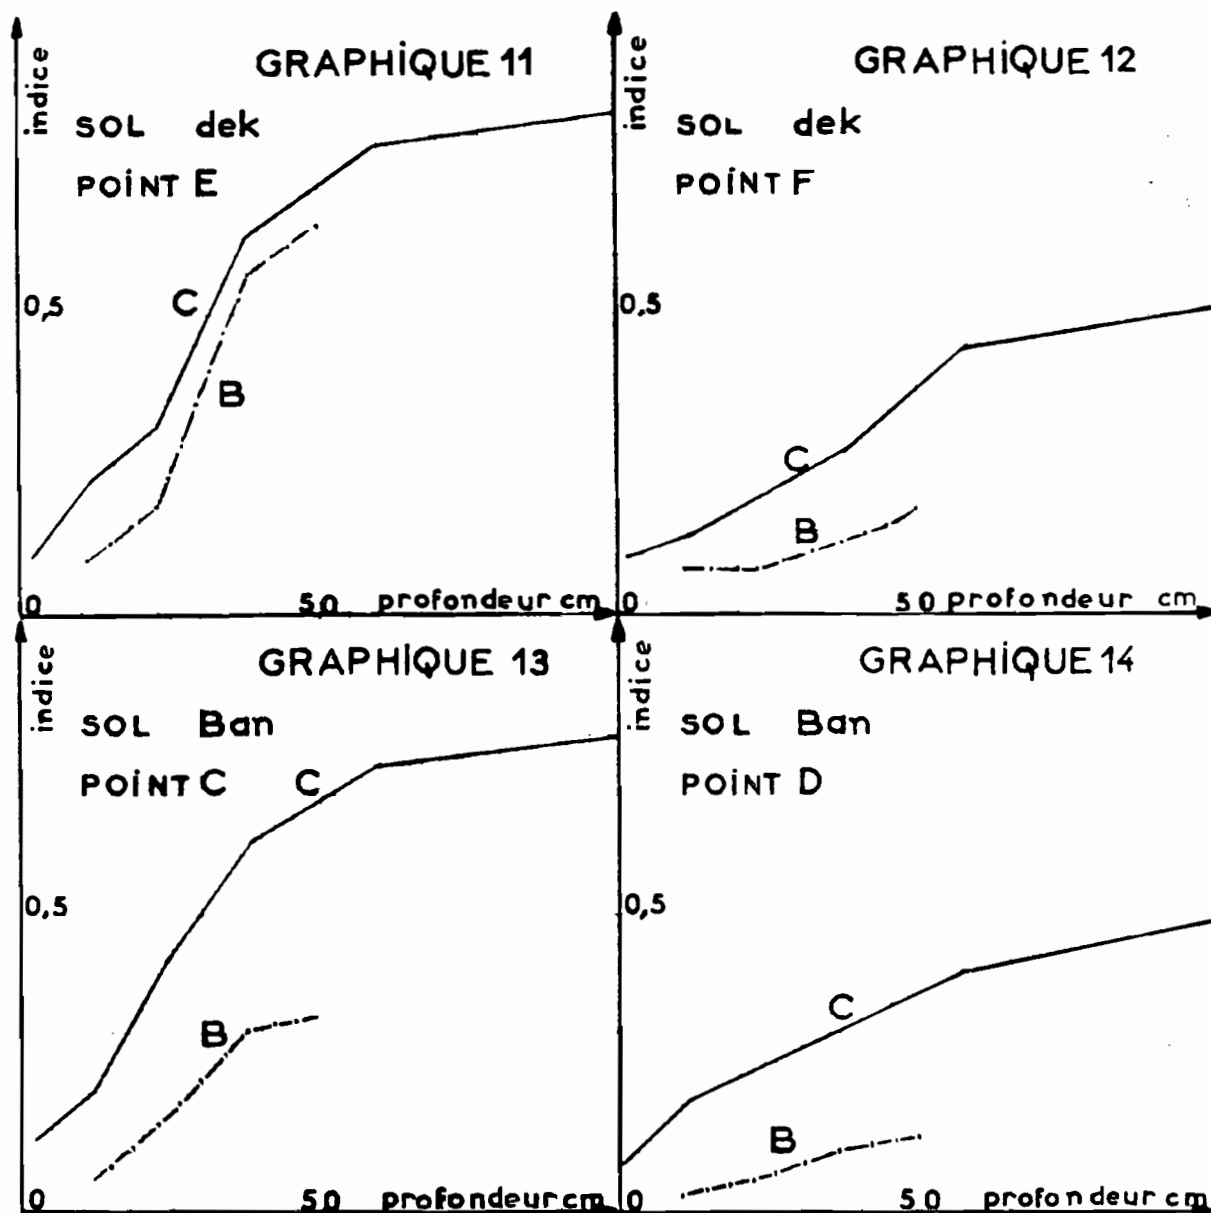 GRAPHIQUE 11
indice
SOL dek
POINT E
0,5
C
B
0
50 profondeur cm
GRAPHIQUE 12
indice
SOL dek
POINT F
0,5
C
B
0
50 profondeur cm
GRAPHIQUE 13
indice
SOL Ban
POINT C
C
0,5
B
0
50 profondeur cm
GRAPHIQUE 14
indice
SOL Ban
POINT D
0,5
C
B
0
50 profondeur cm